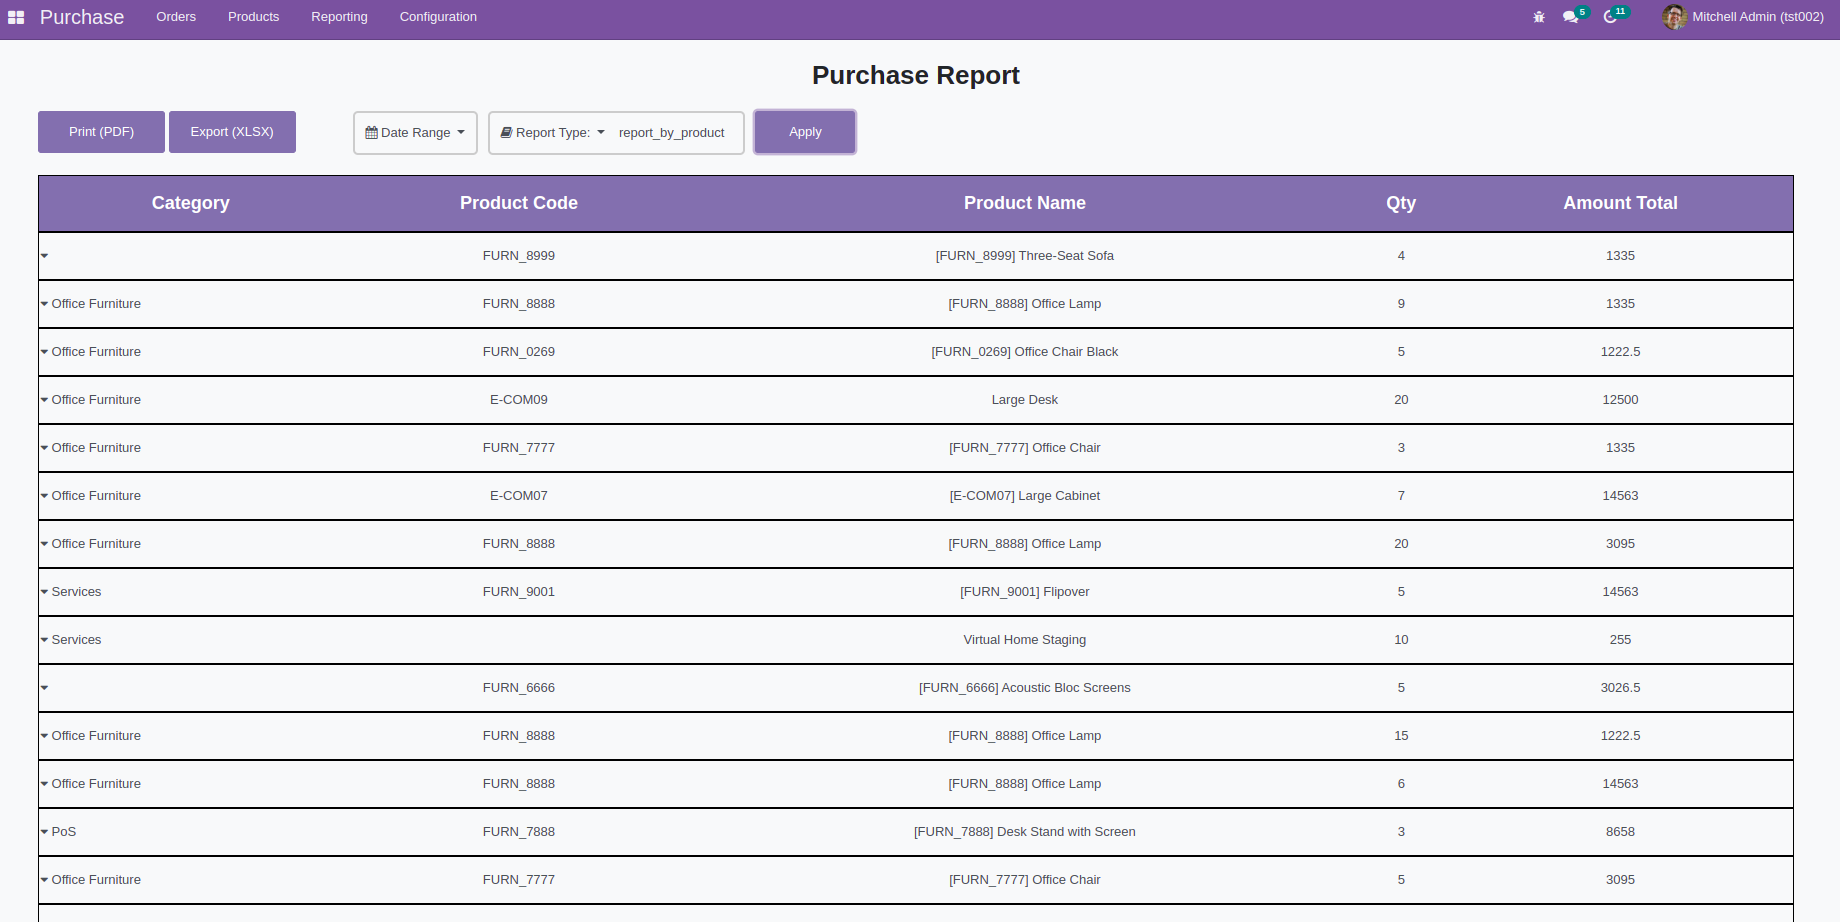 Purchase Orders Products Reporting Configuration 5 11 Mitchell Admin (tst002)
Purchase Report
Print (PDF) Export (XLSX) Date Range Report Type: report_by_product Apply
Category Product Code Product Name Qty Amount Total
FURN_8999 [FURN_8999] Three-Seat Sofa 4 1335
Office Furniture FURN_8888 [FURN_8888] Office Lamp 9 1335
Office Furniture FURN_0269 [FURN_0269] Office Chair Black 5 1222.5
Office Furniture E-COM09 Large Desk 20 12500
Office Furniture FURN_7777 [FURN_7777] Office Chair 3 1335
Office Furniture E-COM07 [E-COM07] Large Cabinet 7 14563
Office Furniture FURN_8888 [FURN_8888] Office Lamp 20 3095
Services FURN_9001 [FURN_9001] Flipover 5 14563
Services Virtual Home Staging 10 255
FURN_6666 [FURN_6666] Acoustic Bloc Screens 5 3026.5
Office Furniture FURN_8888 [FURN_8888] Office Lamp 15 1222.5
Office Furniture FURN_8888 [FURN_8888] Office Lamp 6 14563
PoS FURN_7888 [FURN_7888] Desk Stand with Screen 3 8658
Office Furniture FURN_7777 [FURN_7777] Office Chair 5 3095